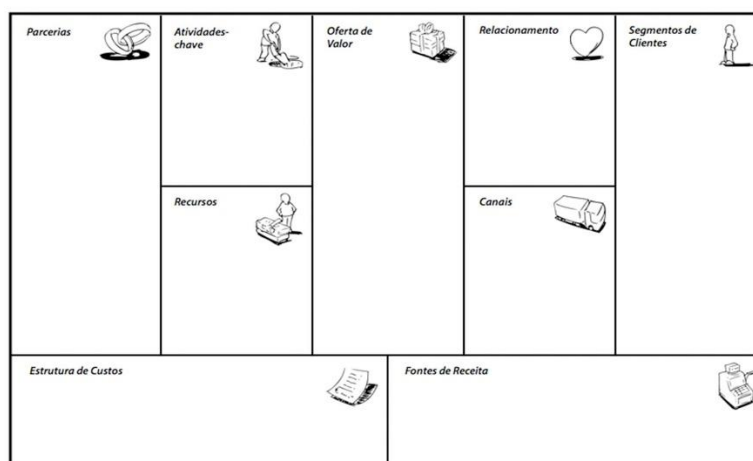 Parcerias
Atividades-
chave
Oferta de
Valor
Relacionamento
Segmentos de
Clientes
Recursos
Canais
Estrutura de Custos
Fontes de Receita